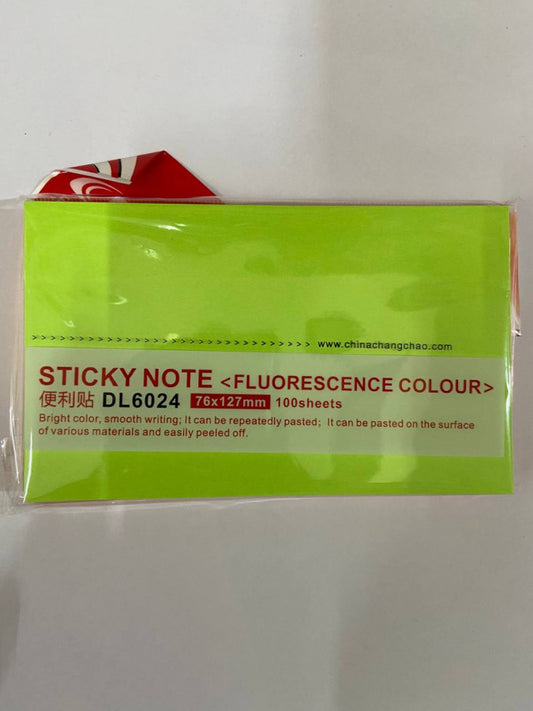 >>>>>>>>>>>>>>>>>>>>>>>>>>>>>>>>>>>>>> www.chinachangchao.com
STICKY NOTE <FLUORESCENCE COLOUR>
便利贴 DL6024 76x127mm 100sheets
Bright color, smooth writing; It can be repeatedly pasted; It can be pasted on the surface
of various materials and easily peeled off.